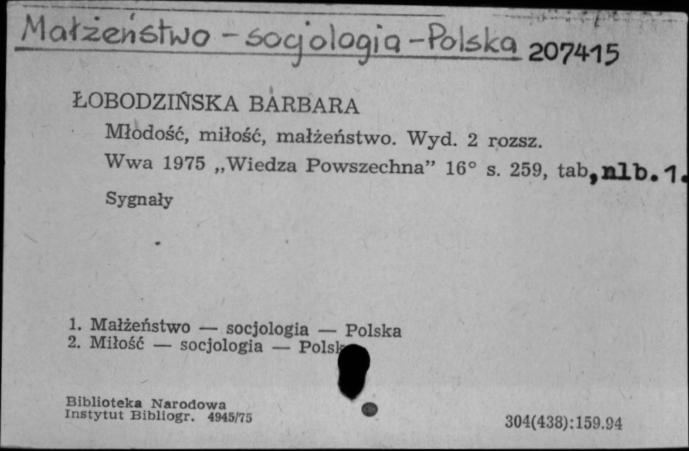 Małżeństwo - socjologia - Polska 207415
ŁOBODZIŃSKA BARBARA
Młodość, miłość, małżeństwo. Wyd. 2 rozsz.
Wwa 1975 „Wiedza Powszechna” 16° s. 259, tab, nlb. 1.
Sygnały
1. Małżeństwo — socjologia — Polska
2. Miłość — socjologia —
Biblioteka Narodowa
Instytut Bibliogr. 4945/75
304(438):159.94